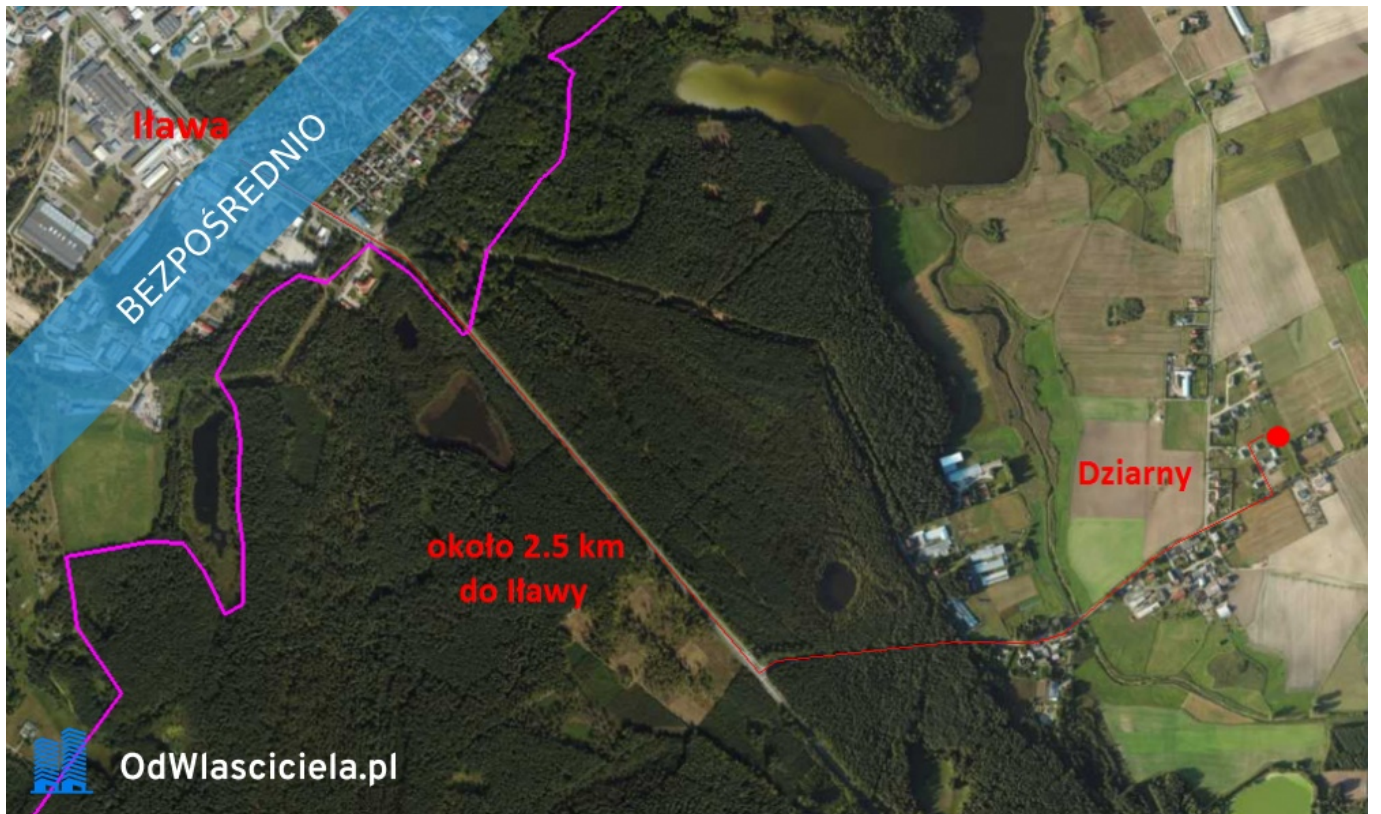 Iława
BEZPOŚREDNIO
Dziarny
około 2.5 km
do Iławy
OdWlasciciela.pl